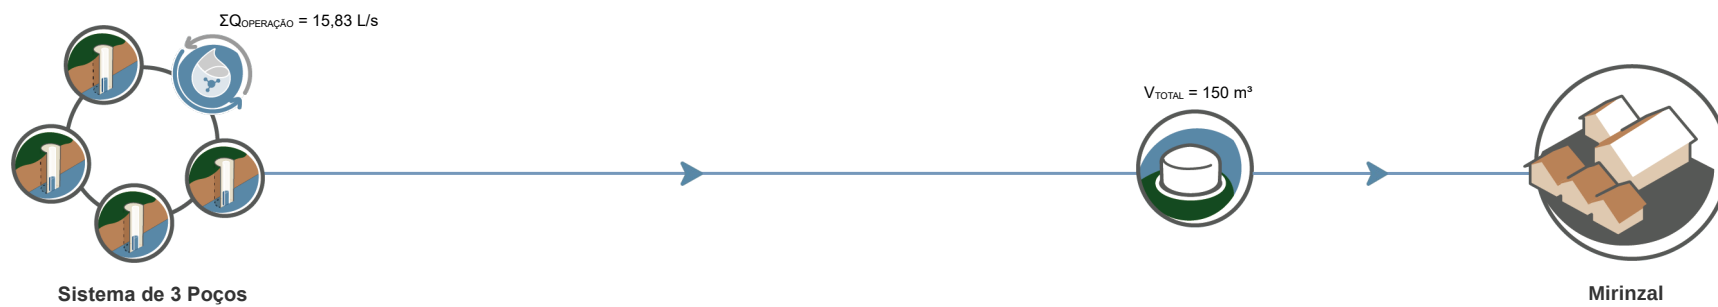 ΣQOPERAÇÃO = 15,83 L/s
VTOTAL = 150 m³
Sistema de 3 Poços
Mirinzal